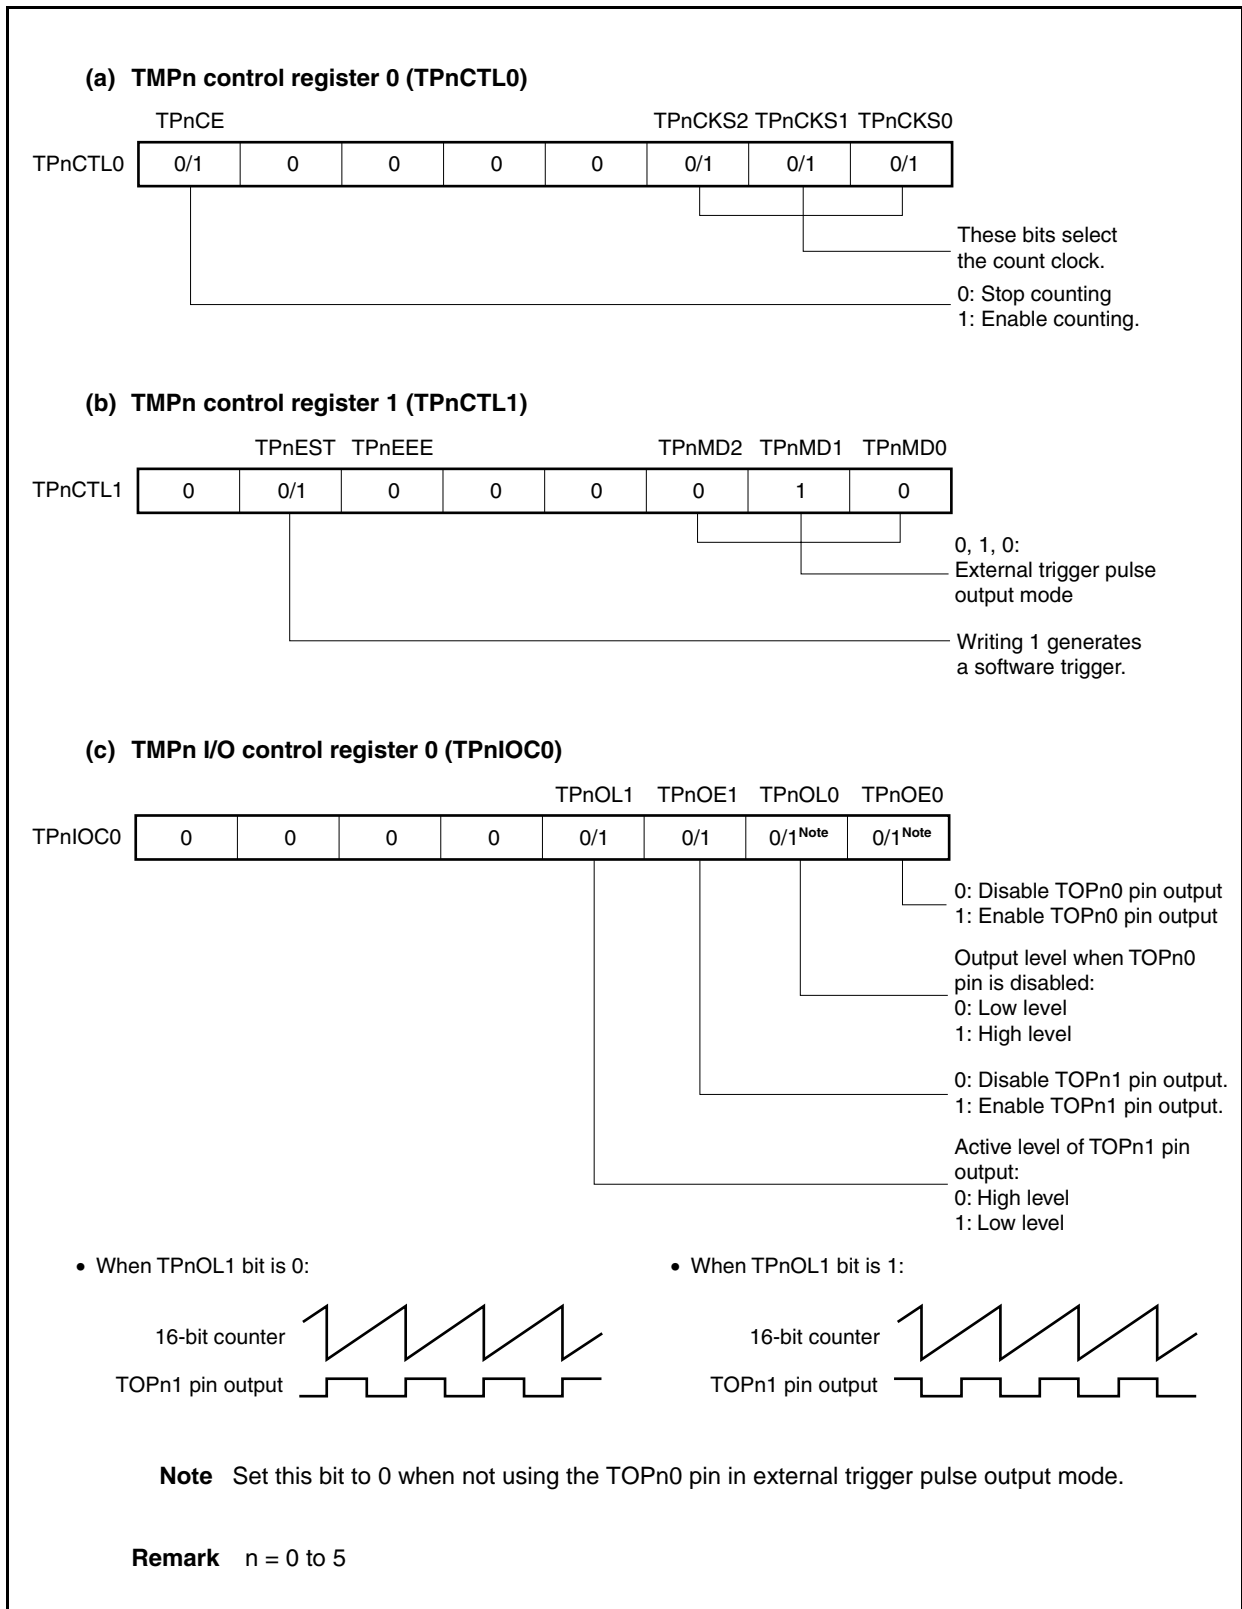 (a) TMPn control register 0 (TPnCTL0)
TPnCE TPnCKS2 TPnCKS1 TPnCKS0
TPnCTL0 0/1 0 0 0 0 0/1 0/1 0/1
These bits select
the count clock.
0: Stop counting
1: Enable counting.
(b) TMPn control register 1 (TPnCTL1)
TPnEST TPnEEE TPnMD2 TPnMD1 TPnMD0
TPnCTL1 0 0/1 0 0 0 0 1 0
0, 1, 0:
External trigger pulse
output mode
Writing 1 generates
a software trigger.
(c) TMPn I/O control register 0 (TPnIOC0)
TPnOL1 TPnOE1 TPnOL0 TPnOE0
TPnIOC0 0 0 0 0 0/1 0/1 0/1Note 0/1Note
0: Disable TOPn0 pin output
1: Enable TOPn0 pin output
Output level when TOPn0
pin is disabled:
0: Low level
1: High level
0: Disable TOPn1 pin output.
1: Enable TOPn1 pin output.
Active level of TOPn1 pin
output:
0: High level
1: Low level
• When TPnOL1 bit is 0:
16-bit counter
TOPn1 pin output
• When TPnOL1 bit is 1:
16-bit counter
TOPn1 pin output
Note Set this bit to 0 when not using the TOPn0 pin in external trigger pulse output mode.
Remark n = 0 to 5